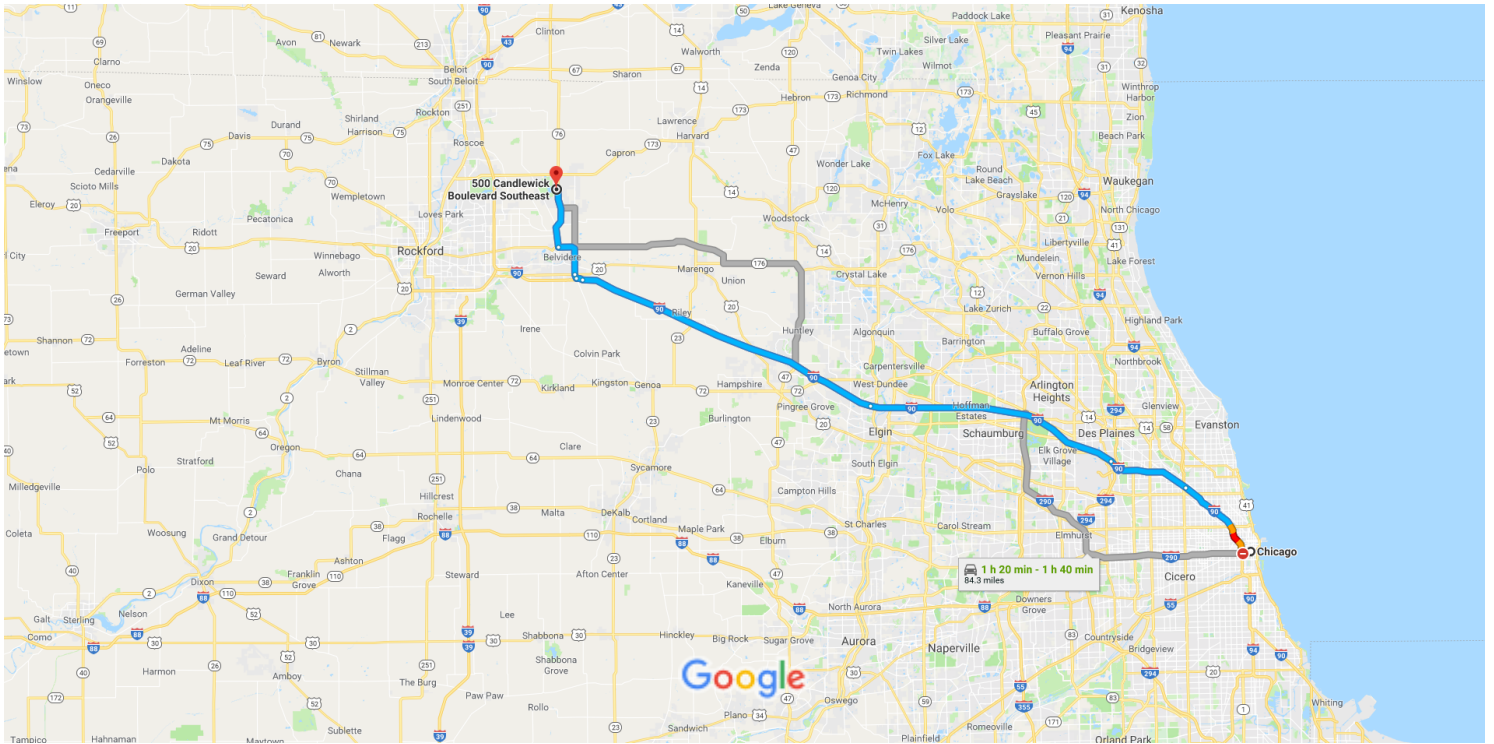 Kenosha
Lake Geneva
Paddock Lake
Clinton
Avon
Newark
Clarno
Walworth
Pleasant Prairie
Silver Lake
Twin Lakes
Beloit
South Beloit
Sharon
Zenda
Genoa City
Wilmot
Winslow
Oneco
Orangeville
Hebron
Richmond
Winthrop
Harbor
Rockton
Shirland
Harrison
Durand
Davis
Lawrence
Harvard
Zion
Beach Park
Roscoe
Capron
Wonder Lake
Fox Lake
Dakota
Cedarville
Scioto Mills
Round
Lake Beach
Waukegan
500 Candlewick
Boulevard Southeast
Wempletown
Grayslake
McHenry
Volo
Eleroy
Freeport
Ridott
Pecatonica
Loves Park
Woodstock
North Chicago
Rockford
Winnebago
Alworth
Seward
Belvidere
Marengo
Union
Crystal Lake
Libertyville
Mundelein
Lake Forest
Vernon Hills
German Valley
Riley
Lake Zurich
Irene
Huntley
Algonquin
Buffalo Grove
Highland Park
Shannon
Adeline
Leaf River
Forreston
Byron
Stillman
Valley
Colvin Park
Barrington
Northbrook
Carpentersville
Monroe Center
Kirkland
Kingston
Genoa
Hampshire
West Dundee
Arlington
Heights
Glenview
Mt Morris
Lindenwood
Burlington
Pingree Grove
Hoffman
Estates
Evanston
Oregon
Elgin
Schaumburg
Des Plaines
Elk Grove
Village
Clare
Polo
Stratford
Chana
Sycamore
South Elgin
Milledgeville
Campton Hills
Hillcrest
Rochelle
Malta
DeKalb
Cortland
Maple Park
St Charles
Carol Stream
Elmhurst
Coleta
Woosung
Grand Detour
Flagg
Elburn
Chicago
Ashton
Franklin
Grove
Dixon
Steward
Afton Center
Kaneville
1 h 20 min - 1 h 40 min
84.3 miles
Cicero
Downers
Grove
Galt
Sterling
Nelson
Lee
North Aurora
Como
Shabbona
Hinckley
Big Rock
Sugar Grove
Aurora
Naperville
Countryside
Bridgeview
Harmon
Amboy
Shabbona
Grove
The Burg
Paw Paw
Google
Rollo
Oswego
Plano
Sandwich
Whiting
Romeoville
Plainfield
Orland Park
Tampico
Hahnaman
Maytown
Sublette